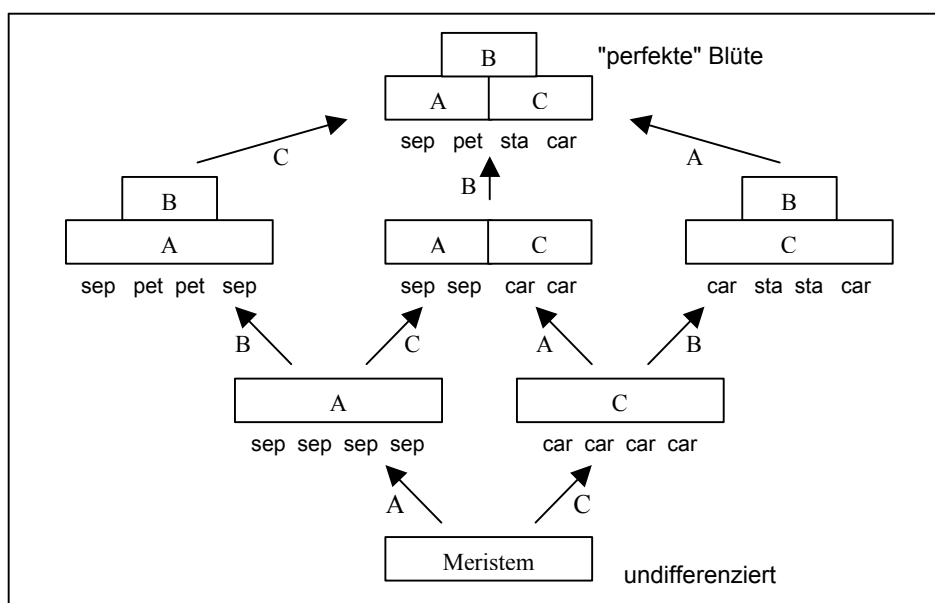 "perfekte" Blüte
B
A C
sep pet sta car
C B A
B
A
sep pet pet sep
A C
sep sep car car
B
C
car sta sta car
B C A B
A
sep sep sep sep
C
car car car car
A C
Meristem
undifferenziert